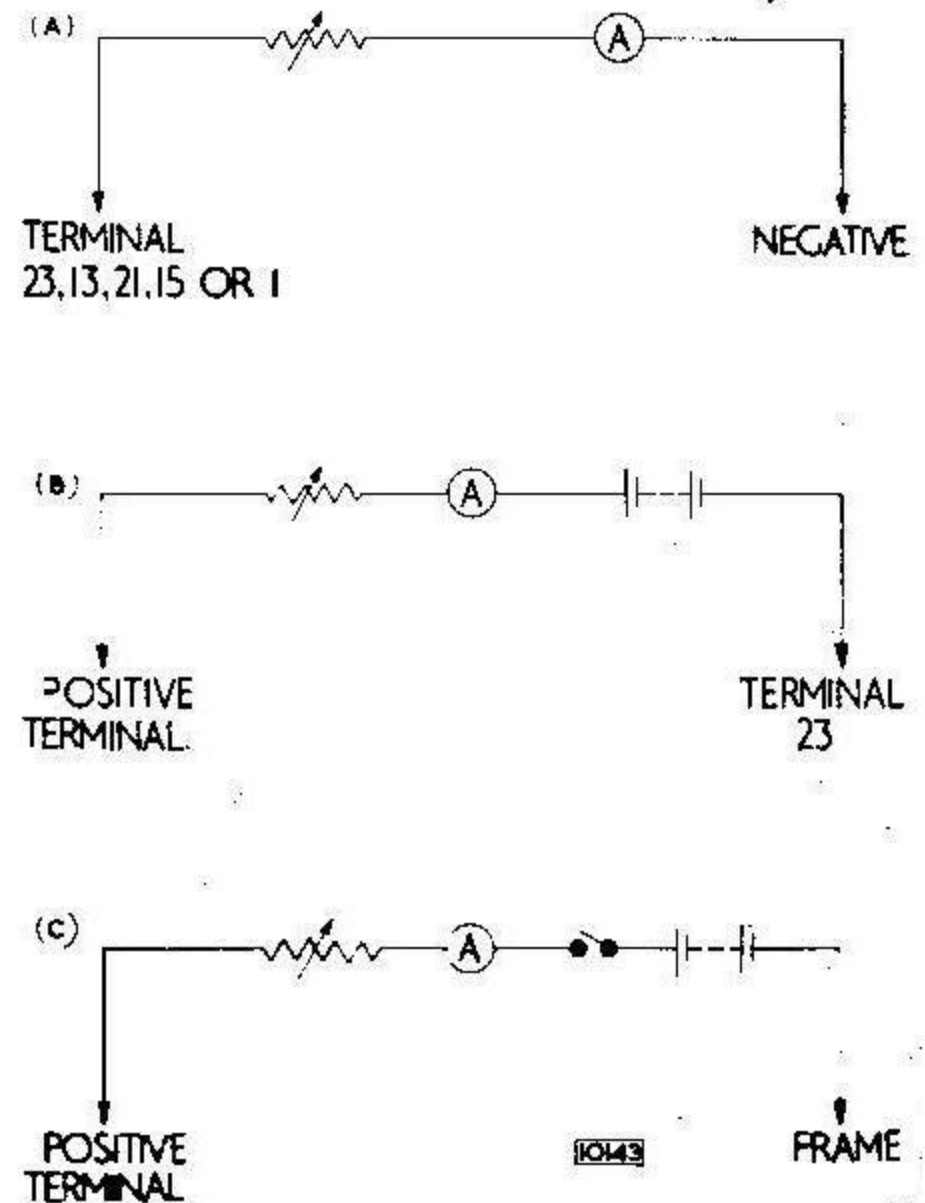 (A)
A
TERMINAL
23,13,21,15 OR 1
NEGATIVE
(B)
A
POSITIVE
TERMINAL
TERMINAL
23
(C)
A
POSITIVE
TERMINAL
10143
FRAME